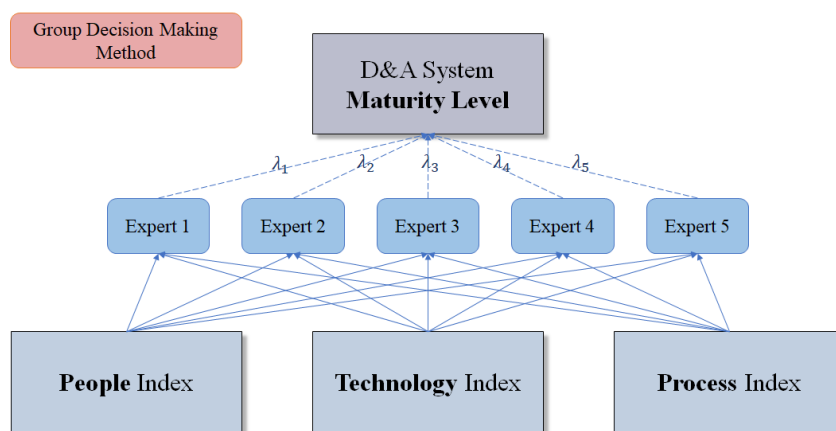 Group Decision Making
Method
D&A System
Maturity Level
λ₁
λ₂
λ₃
λ₄
λ₅
Expert 1
Expert 2
Expert 3
Expert 4
Expert 5
People Index
Technology Index
Process Index